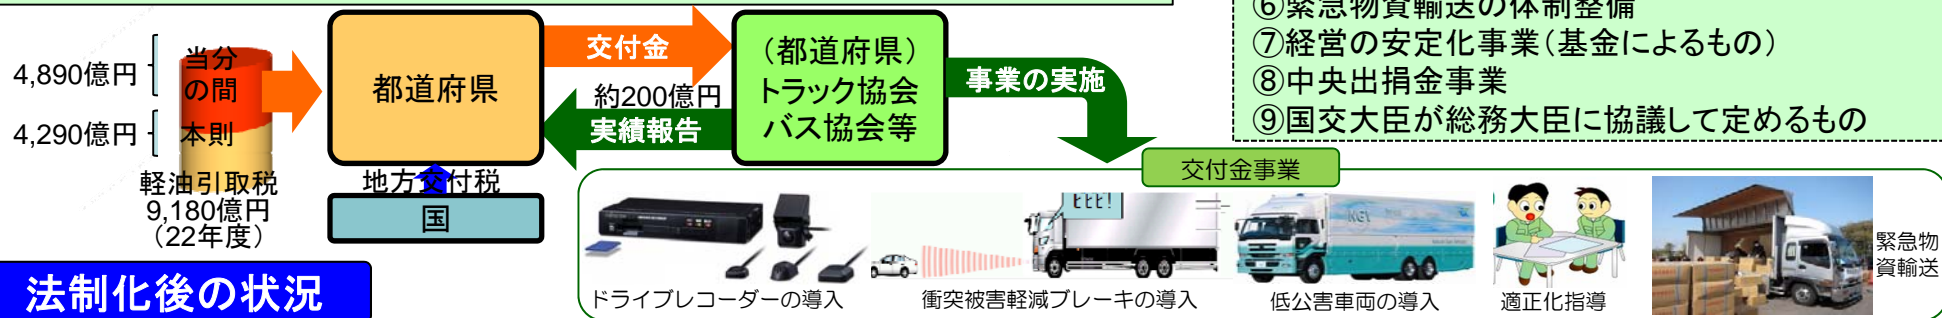 4,890億円
当分
の間
4,290億円
本則
軽油引取税
9,180億円
（22年度）
都道府県
地方交付税
国
交付金
約200億円
実績報告
（都道府県）
トラック協会
バス協会等
事業の実施
⑥緊急物資輸送の体制整備
⑦経営の安定化事業（基金によるもの）
⑧中央出捐金事業
⑨国交大臣が総務大臣に協議して定めるもの
交付金事業
ピピピ！
ドライブレコーダーの導入
衝突被害軽減ブレーキの導入
低公害車両の導入
適正化指導
緊急物
資輸送
法制化後の状況